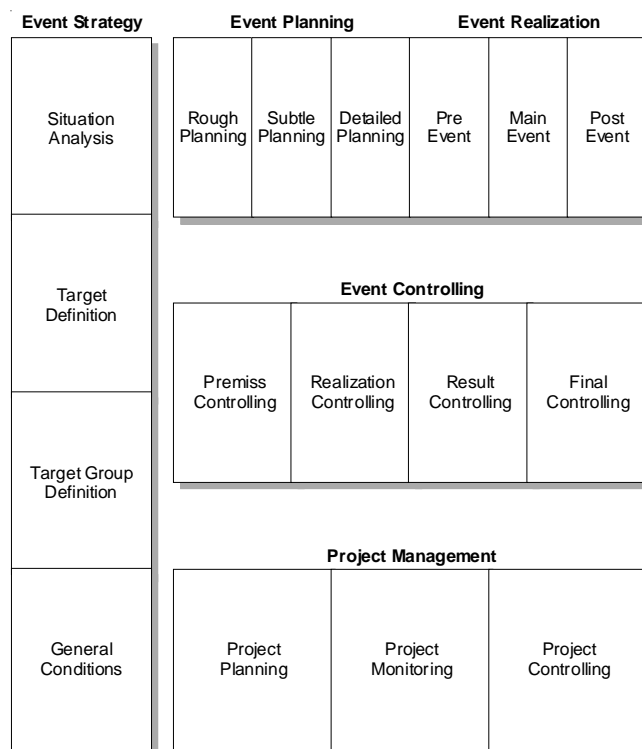 Event Strategy
Situation
Analysis
Target
Definition
Target Group
Definition
General
Conditions
Event Planning
Rough
Planning
Subtle
Planning
Detailed
Planning
Event Realization
Pre
Event
Main
Event
Post
Event
Event Controlling
Premiss
Controlling
Realization
Controlling
Result
Controlling
Final
Controlling
Project Management
Project
Planning
Project
Monitoring
Project
Controlling